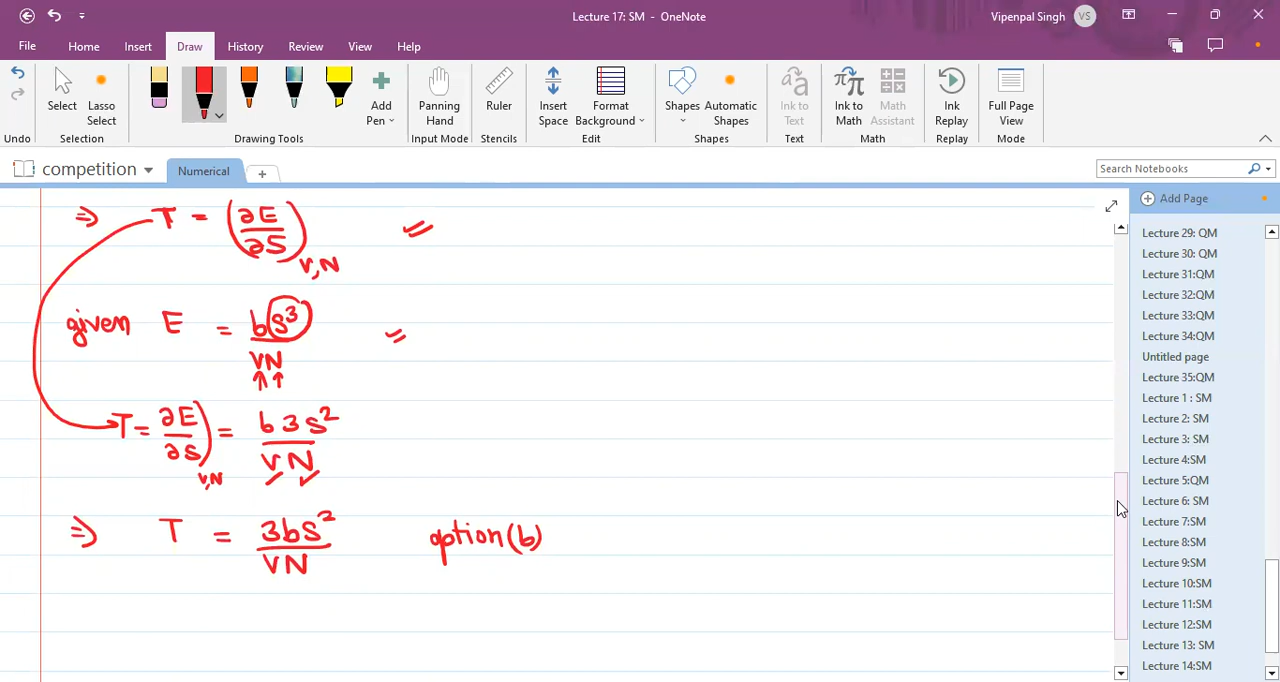 Lecture 17: SM - OneNote
Vipenpal Singh VS
File Home Insert Draw History Review View Help
Undo
Select
Lasso Select
Selection
Drawing Tools
Add Pen
Panning Hand
Input Mode
Ruler
Stencils
Insert Space
Format Background
Edit
Shapes
Automatic Shapes
Shapes
Ink to Text
Text
Ink to Math
Math Assistant
Math
Ink Replay
Replay
Full Page View
Mode
competition
Numerical
Search Notebooks
⇒ T = (∂E/∂S)V,N
given E = bS³/VN
T = ∂E/∂S)V,N = b3S²/VN
⇒ T = 3bS²/VN option(b)
Add Page
Lecture 29: QM
Lecture 30: QM
Lecture 31:QM
Lecture 32:QM
Lecture 33:QM
Lecture 34:QM
Untitled page
Lecture 35:QM
Lecture 1 : SM
Lecture 2: SM
Lecture 3: SM
Lecture 4:SM
Lecture 5:QM
Lecture 6: SM
Lecture 7:SM
Lecture 8:SM
Lecture 9:SM
Lecture 10:SM
Lecture 11:SM
Lecture 12:SM
Lecture 13: SM
Lecture 14:SM